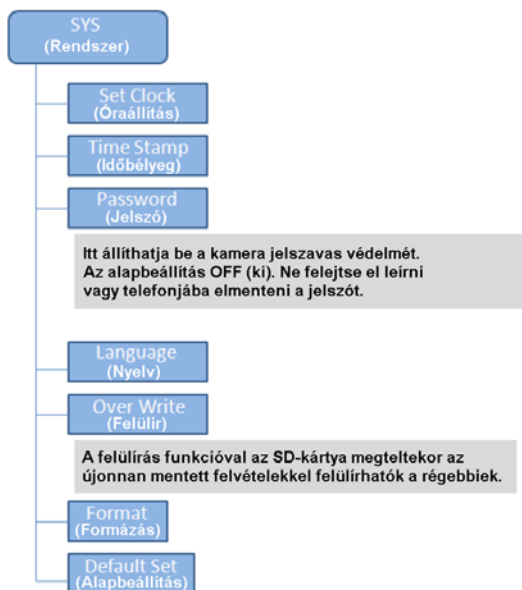 SYS
(Rendszer)
Set Clock
(Óraállítás)
Time Stamp
(Időbélyeg)
Password
(Jelszó)
Itt állíthatja be a kamera jelszavas védelmét.
Az alapbeállítás OFF (ki). Ne felejtse el leírni
vagy telefonjába elmenteni a jelszót.
Language
(Nyelv)
Over Write
(Felülír)
A felülírás funkcióval az SD-kártya megteltekor az
újonnan mentett felvételekkel felülírhatók a régebbiek.
Format
(Formázás)
Default Set
(Alapbeállítás)